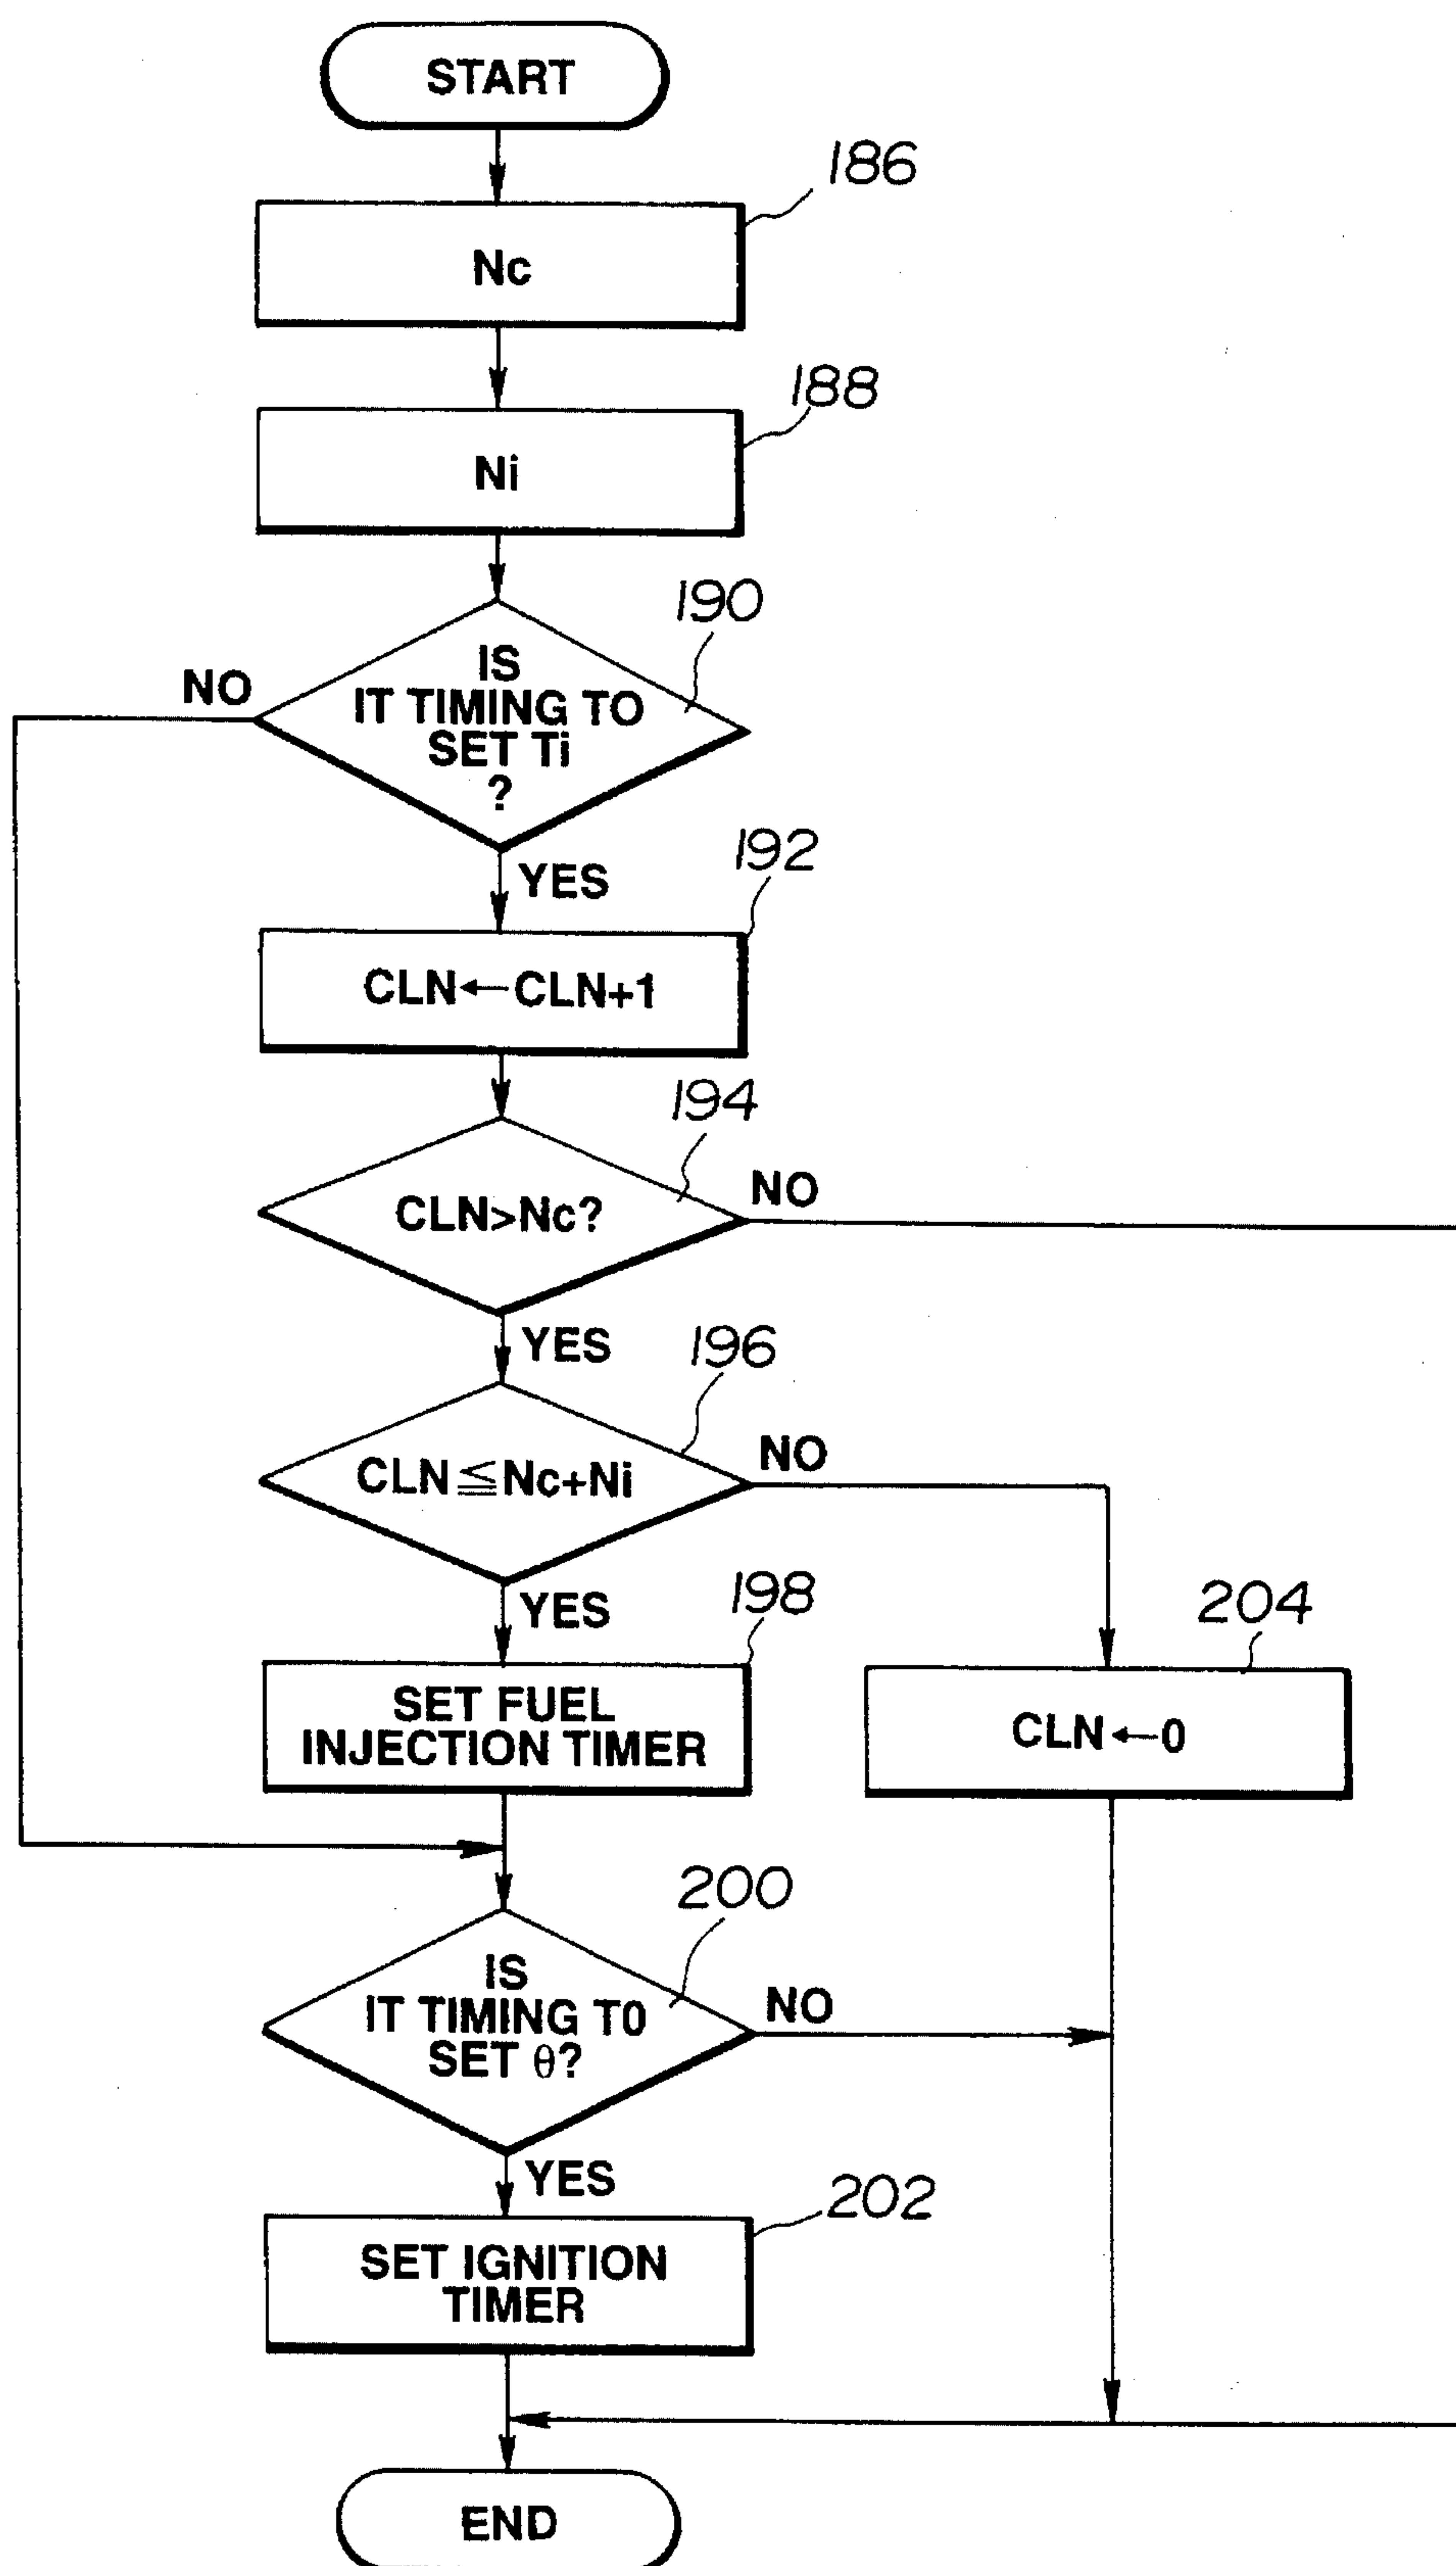 START
186
Nc
188
Ni
190
NO
IS
IT TIMING TO
SET Ti
?
192
YES
CLN←CLN+1
194
NO
CLN>Nc?
YES
196
NO
CLN≦Nc+Ni
YES
198
204
SET FUEL
INJECTION TIMER
CLN←0
200
IS
IT TIMING T0
SET θ?
NO
YES
202
SET IGNITION
TIMER
END